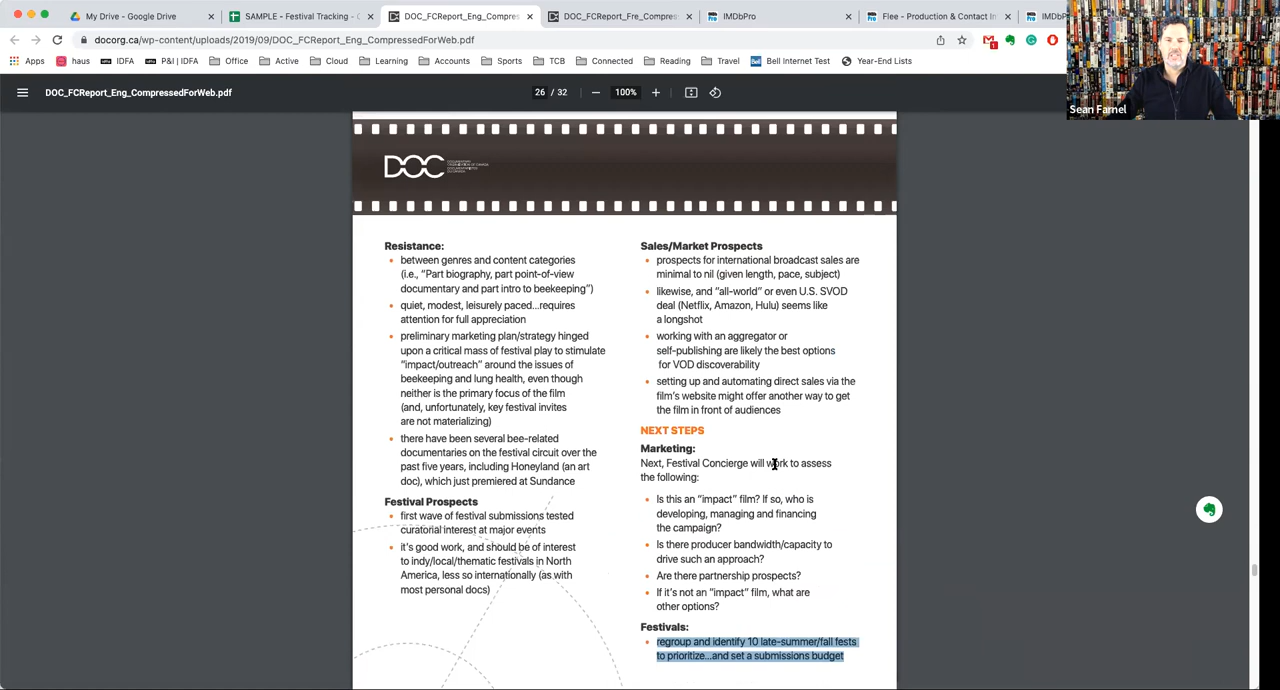 My Drive – Google Drive
SAMPLE - Festival Tracking -
DOC_FCReport_Eng_Compres
DOC_FCReport_Fre_Compres
IMDbPro
Flee - Production & Contact In
IMDbP
docorg.ca/wp-content/uploads/2019/09/DOC_FCReport_Eng_CompressedForWeb.pdf
Apps
haus
IDFA
P&I | IDFA
Office
Active
Cloud
Learning
Accounts
Sports
TCB
Connected
Reading
Travel
Bell Internet Test
Year-End Lists
DOC_FCReport_Eng_CompressedForWeb.pdf
26 / 32
100%
Sean Farnel
DOC
Resistance:
between genres and content categories
(i.e., “Part biography, part point-of-view
documentary and part intro to beekeeping”)
quiet, modest, leisurely paced...requires
attention for full appreciation
preliminary marketing plan/strategy hinged
upon a critical mass of festival play to stimulate
“impact/outreach” around the issues of
beekeeping and lung health, even though
neither is the primary focus of the film
(and, unfortunately, key festival invites
are not materializing)
there have been several bee-related
documentaries on the festival circuit over the
past five years, including Honeyland (an art
doc), which just premiered at Sundance
Festival Prospects
first wave of festival submissions tested
curatorial interest at major events
it’s good work, and should be of interest
to indy/local/thematic festivals in North
America, less so internationally (as with
most personal docs)
Sales/Market Prospects
prospects for international broadcast sales are
minimal to nil (given length, pace, subject)
likewise, and “all-world” or even U.S. SVOD
deal (Netflix, Amazon, Hulu) seems like
a longshot
working with an aggregator or
self-publishing are likely the best options
for VOD discoverability
setting up and automating direct sales via the
film’s website might offer another way to get
the film in front of audiences
NEXT STEPS
Marketing:
Next, Festival Concierge will work to assess
the following:
Is this an “impact” film? If so, who is
developing, managing and financing
the campaign?
Is there producer bandwidth/capacity to
drive such an approach?
Are there partnership prospects?
If it’s not an “impact” film, what are
other options?
Festivals:
regroup and identify 10 late-summer/fall fests
to prioritize...and set a submissions budget